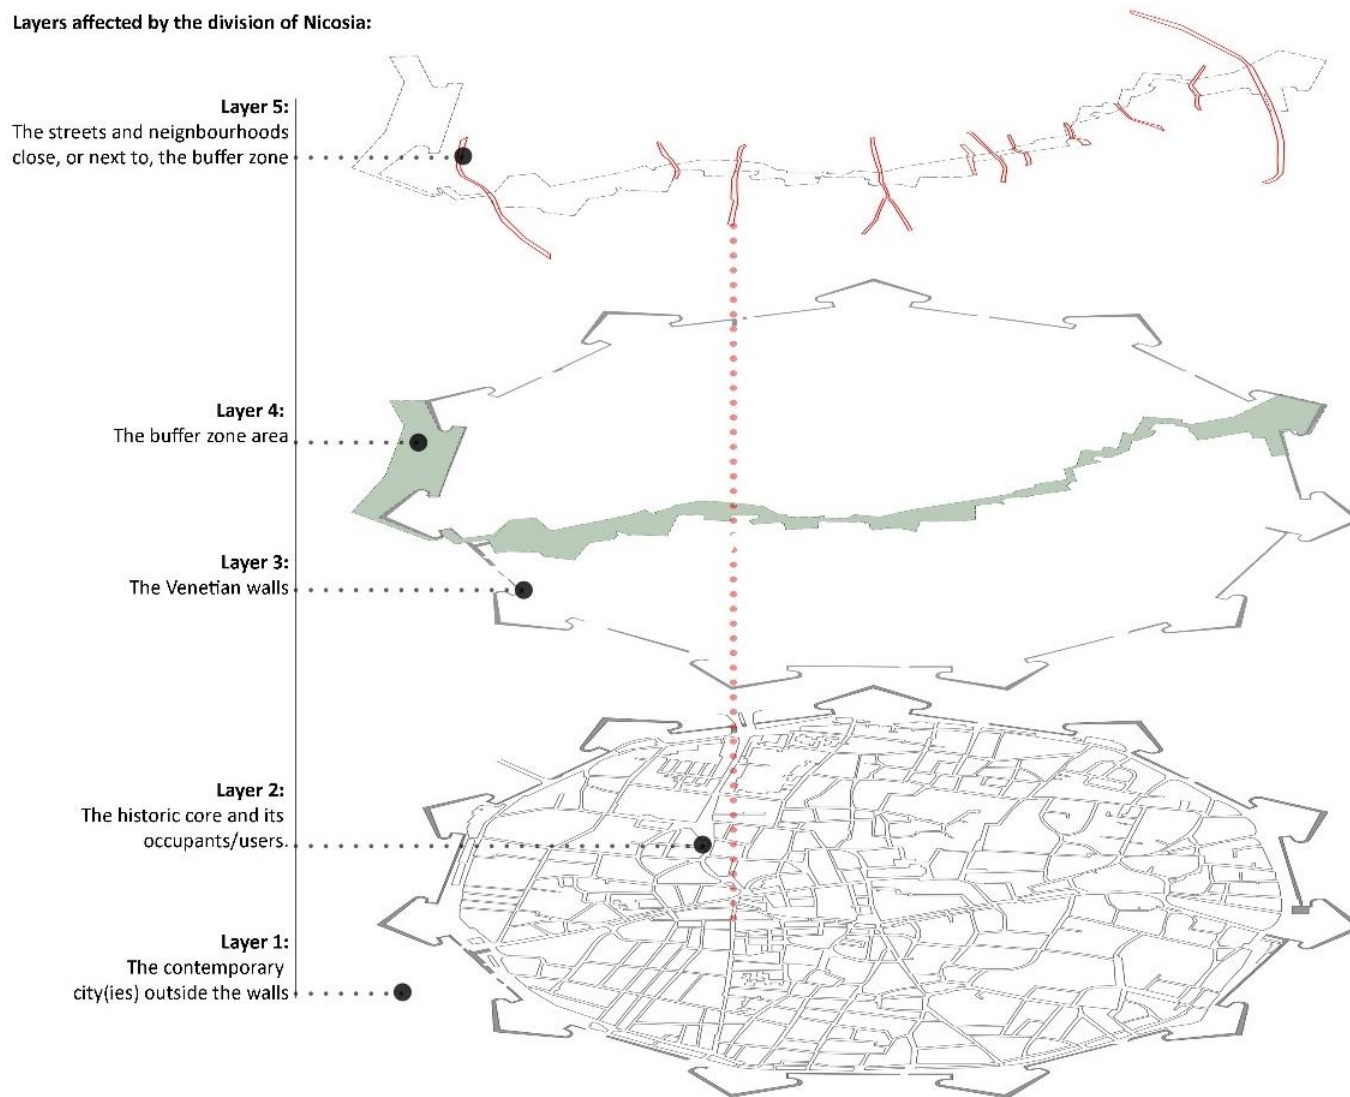 Layers affected by the division of Nicosia:
Layer 5:
The streets and neignbourhoods
close, or next to, the buffer zone
Layer 4:
The buffer zone area
Layer 3:
The Venetian walls
Layer 2:
The historic core and its
occupants/users.
Layer 1:
The contemporary
city(ies) outside the walls